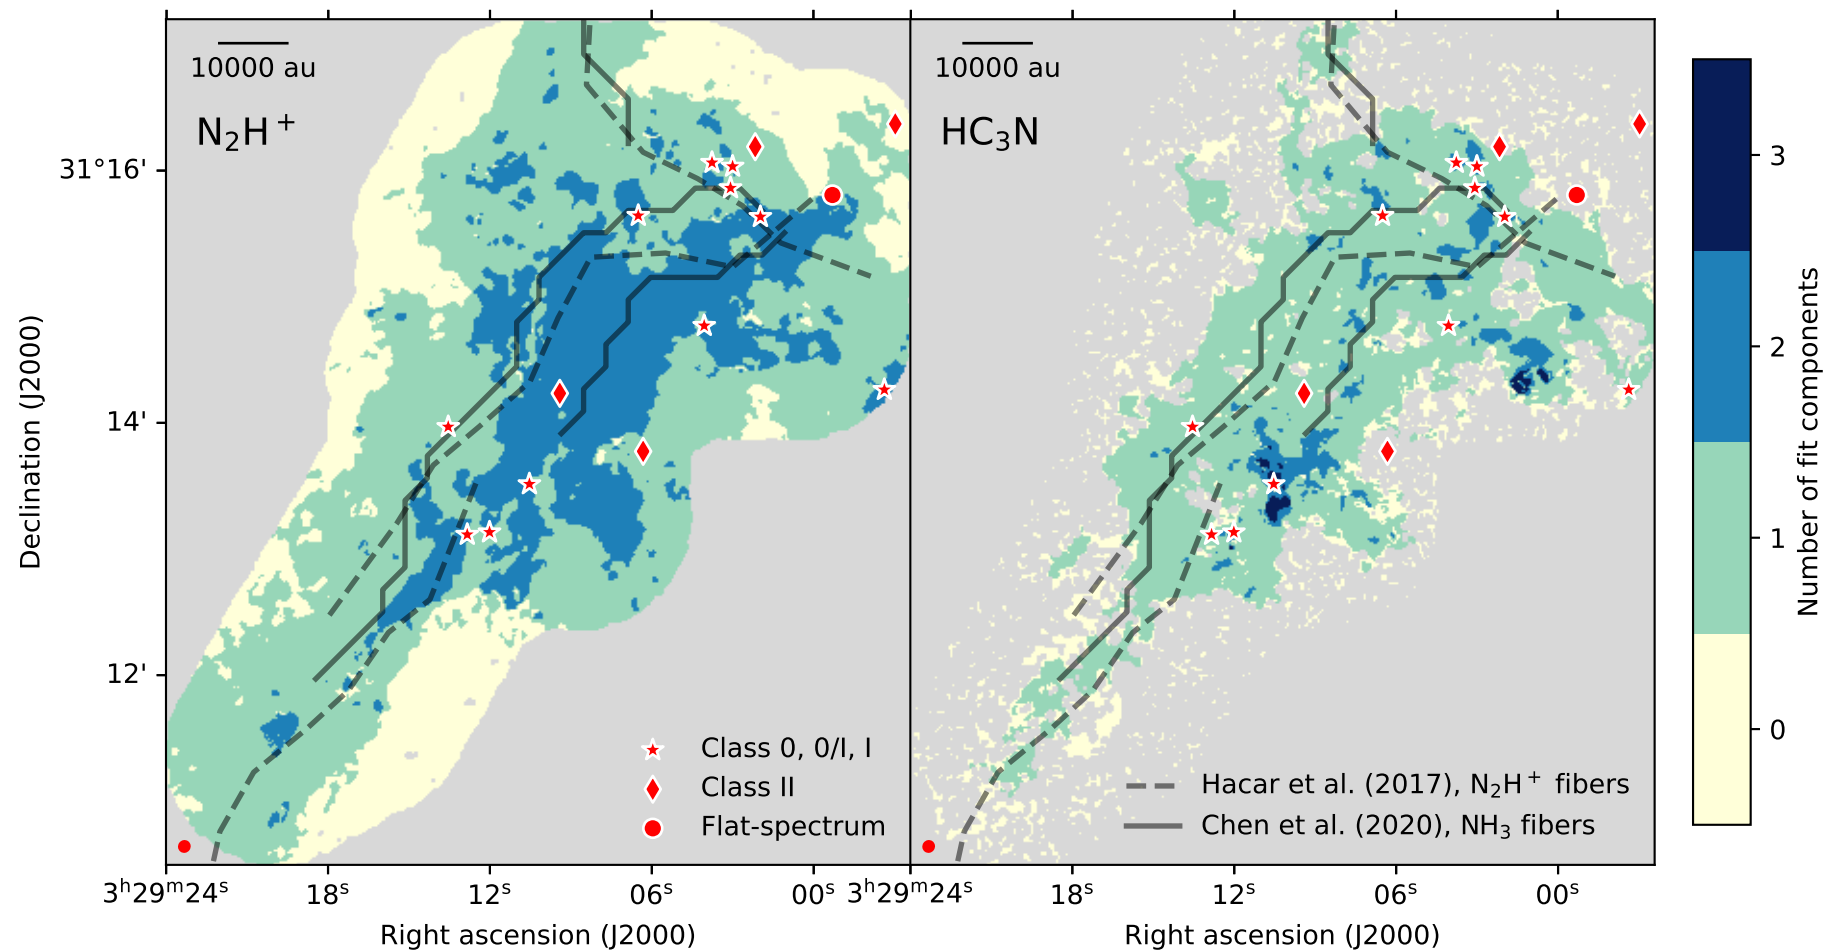 10000 au
N₂H⁺
10000 au
HC₃N
31°16'
14'
12'
Declination (J2000)
Class 0, 0/I, I
Class II
Flat-spectrum
Hacar et al. (2017), N₂H⁺ fibers
Chen et al. (2020), NH₃ fibers
3ʰ29ᵐ24ˢ 18ˢ 12ˢ 06ˢ 00ˢ 3ʰ29ᵐ24ˢ 18ˢ 12ˢ 06ˢ 00ˢ
Right ascension (J2000)
Right ascension (J2000)
3
2
1
0
Number of fit components